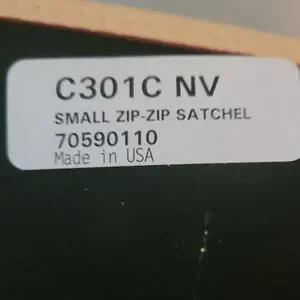 C301C NV
SMALL ZIP-ZIP SATCHEL
70590110
Made in USA